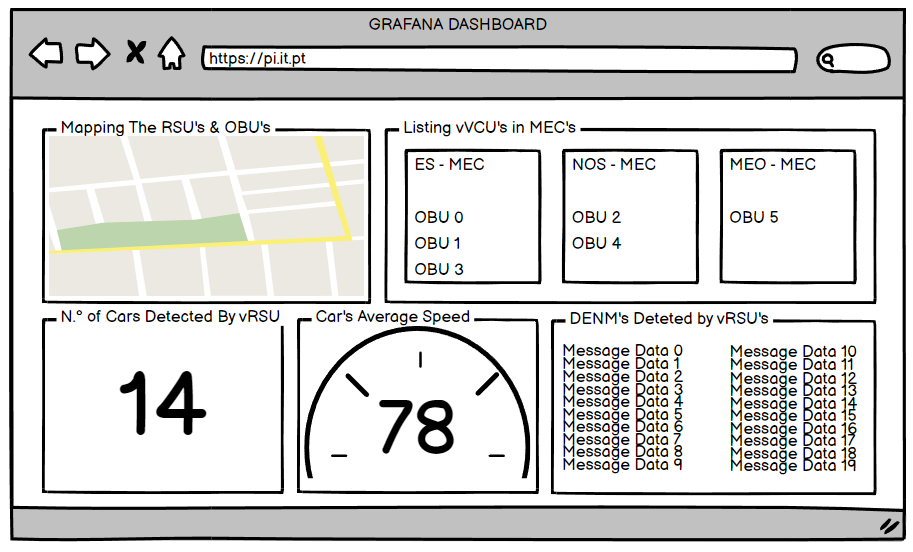 GRAFANA DASHBOARD
https://pi.it.pt
Mapping The RSU's & OBU's
Listing vVCU's in MEC's
ES - MEC
OBU 0
OBU 1
OBU 3
NOS - MEC
OBU 2
OBU 4
MEO - MEC
OBU 5
N.º of Cars Detected By vRSU
14
Car's Average Speed
78
DENM's Deteted by vRSU's
Message Data 0
Message Data 1
Message Data 2
Message Data 3
Message Data 4
Message Data 5
Message Data 6
Message Data 7
Message Data 8
Message Data 9
Message Data 10
Message Data 11
Message Data 12
Message Data 13
Message Data 14
Message Data 15
Message Data 16
Message Data 17
Message Data 18
Message Data 19